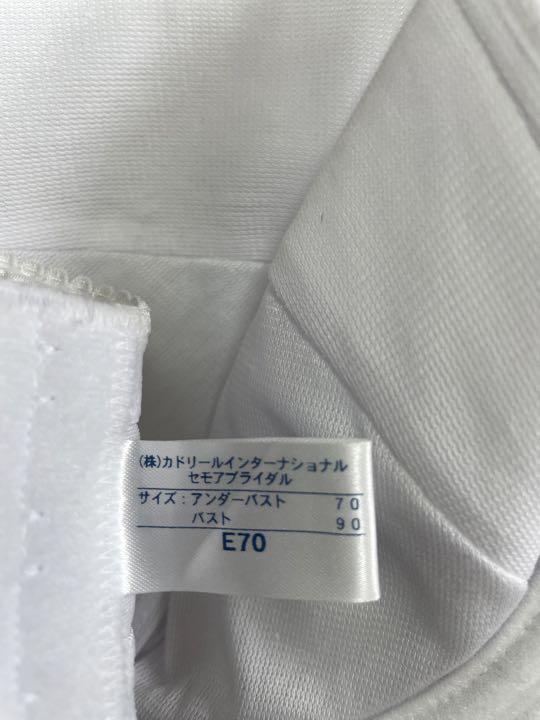 (株)カドリールインターナショナル
セモアブライダル
サイズ:アンダーバスト 70
バスト 90
E70